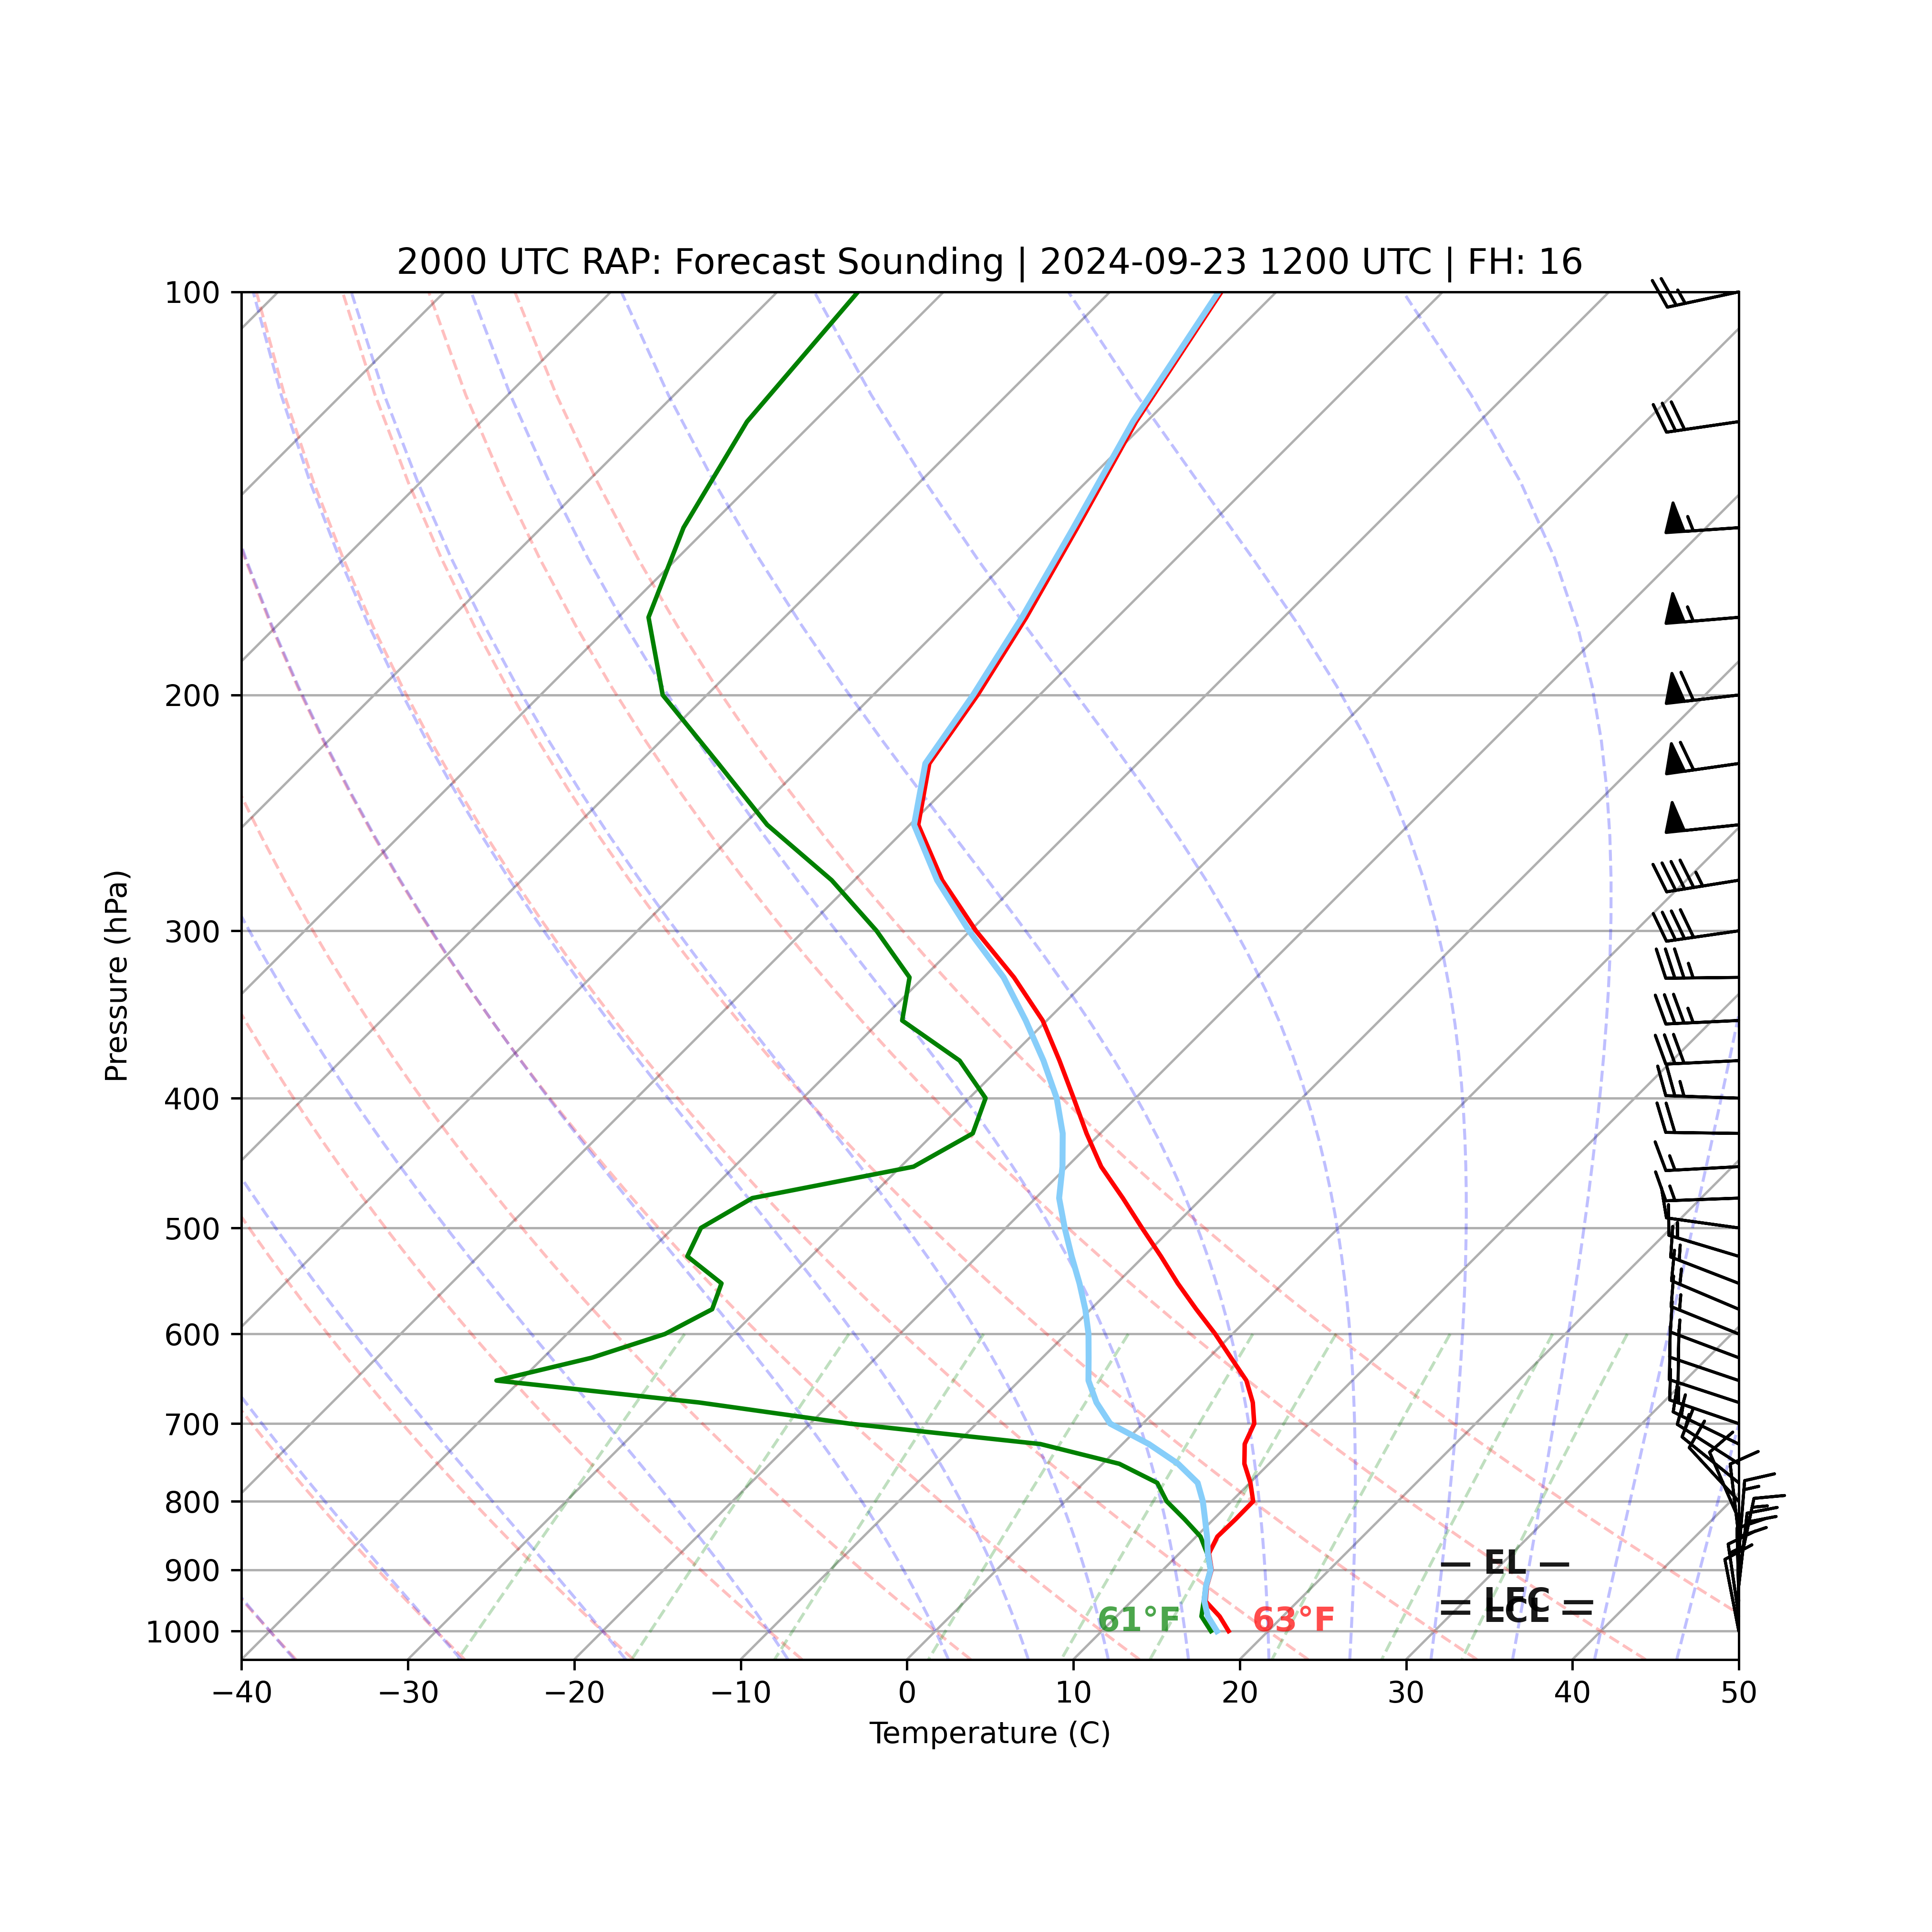 2000 UTC RAP: Forecast Sounding | 2024-09-23 1200 UTC | FH: 16
100
200
300
400
500
600
700
800
900
1000
Pressure (hPa)
— EL —
— LFC —
— LCL —
61°F 63°F
−40 −30 −20 −10 0 10 20 30 40 50
Temperature (C)